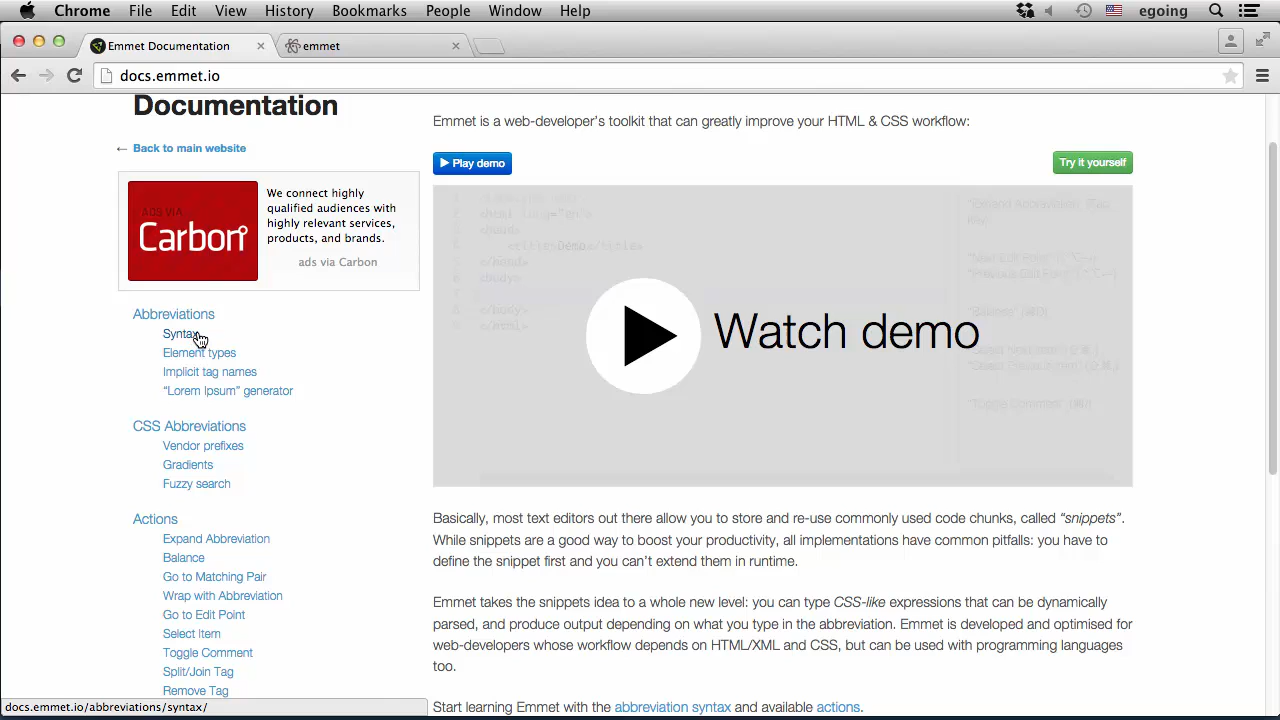 Chrome File Edit View History Bookmarks People Window Help egoing
Emmet Documentation emmet
docs.emmet.io
Documentation
← Back to main website
ADS VIA
Carbon
We connect highly
qualified audiences with
highly relevant services,
products, and brands.
ads via Carbon
Abbreviations
Syntax
Element types
Implicit tag names
“Lorem Ipsum” generator
CSS Abbreviations
Vendor prefixes
Gradients
Fuzzy search
Actions
Expand Abbreviation
Balance
Go to Matching Pair
Wrap with Abbreviation
Go to Edit Point
Select Item
Toggle Comment
Split/Join Tag
Remove Tag
docs.emmet.io/abbreviations/syntax/
Emmet is a web-developer’s toolkit that can greatly improve your HTML & CSS workflow:
Play demo
Try it yourself
<head>
</head>
<body>
</body>
</html>
Watch demo
Basically, most text editors out there allow you to store and re-use commonly used code chunks, called “snippets”.
While snippets are a good way to boost your productivity, all implementations have common pitfalls: you have to
define the snippet first and you can’t extend them in runtime.
Emmet takes the snippets idea to a whole new level: you can type CSS-like expressions that can be dynamically
parsed, and produce output depending on what you type in the abbreviation. Emmet is developed and optimised for
web-developers whose workflow depends on HTML/XML and CSS, but can be used with programming languages
too.
Start learning Emmet with the abbreviation syntax and available actions.